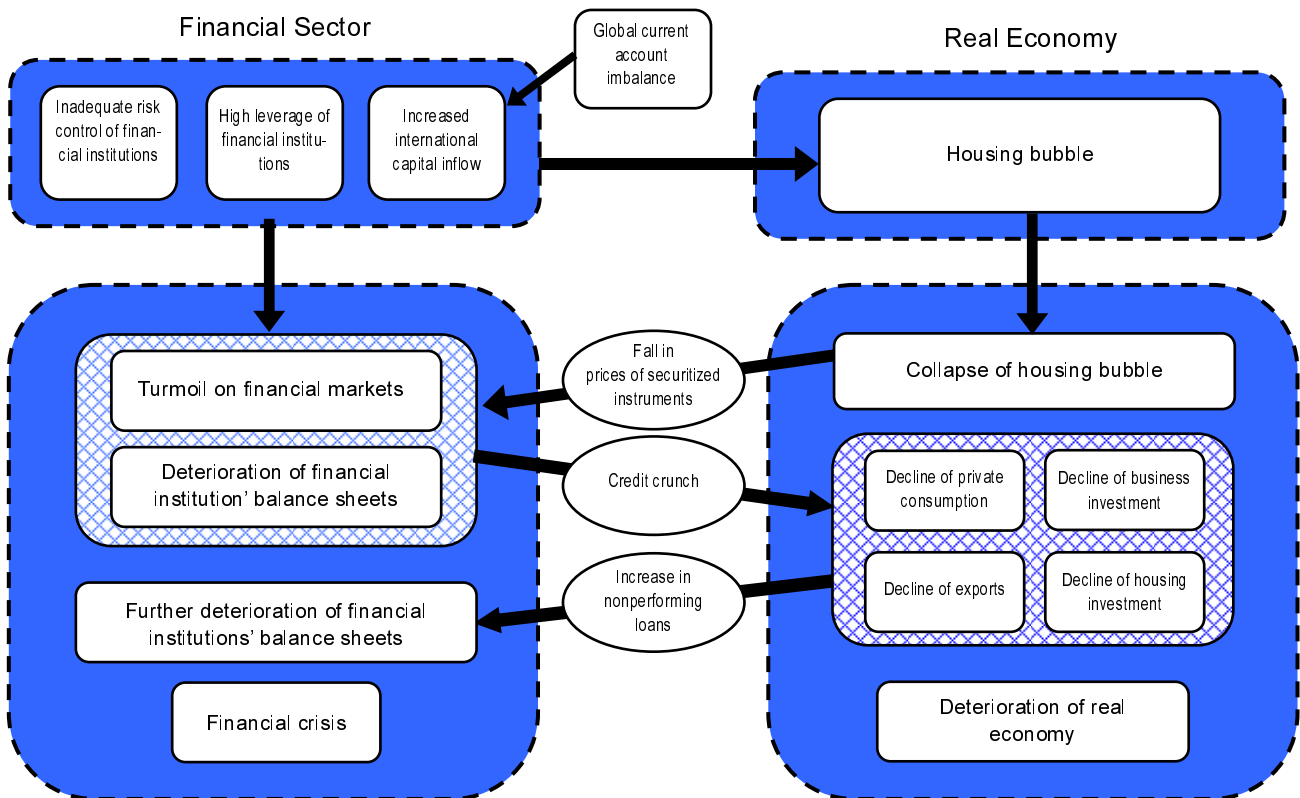 Financial Sector
Global current
account
imbalance
Real Economy
Inadequate risk
control of finan-
cial institutions
High leverage of
financial institu-
tions
Increased
international
capital inflow
Housing bubble
Turmoil on financial markets
Deterioration of financial
institution’ balance sheets
Fall in
prices of securitized
instruments
Collapse of housing bubble
Credit crunch
Decline of private
consumption
Decline of business
investment
Decline of exports
Decline of housing
investment
Increase in
nonperforming
loans
Further deterioration of financial
institutions’ balance sheets
Financial crisis
Deterioration of real
economy